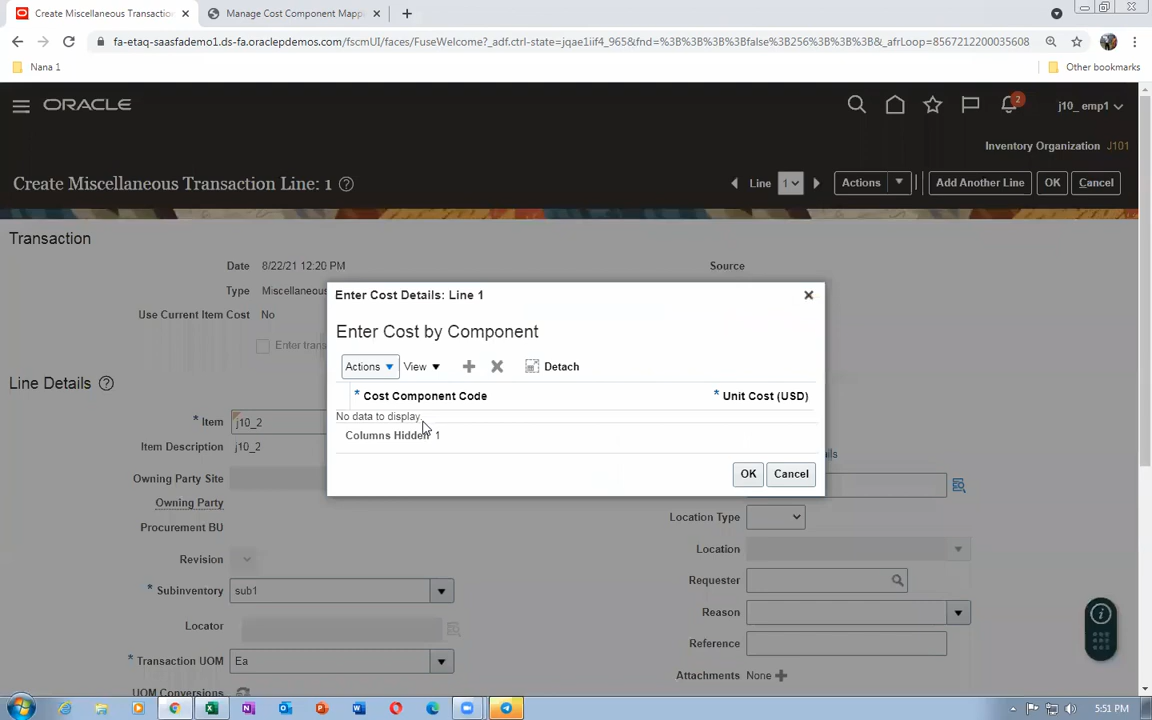 Create Miscellaneous Transaction
Manage Cost Component Mapp
fa-etaq-saasfademo1.ds-fa.oraclepdemos.com/fscmUI/faces/FuseWelcome?_adf.ctrl-state=jqae1iif4_965&fnd=%3B%3B%3B%3Bfalse%3B256%3B%3B%3B&_afrLoop=8567212200035608
Nana 1
Other bookmarks
ORACLE
2
j10_ emp1
Inventory Organization J101
Create Miscellaneous Transaction Line: 1
Line 1
Actions
Add Another Line
OK
Cancel
Transaction
Date 8/22/21 12:20 PM
Source
Type Miscellaneous
Use Current Item Cost No
Enter trans
Line Details
* Item j10_2
Item Description j10_2
Owning Party Site
Owning Party
Procurement BU
Revision
* Subinventory sub1
Locator
* Transaction UOM Ea
UOM Conversions
Enter Cost Details: Line 1
Enter Cost by Component
Actions View Detach
* Cost Component Code * Unit Cost (USD)
No data to display.
Columns Hidden 1
OK Cancel
Location Type
Location
Requester
Reason
Reference
Attachments None
5:51 PM